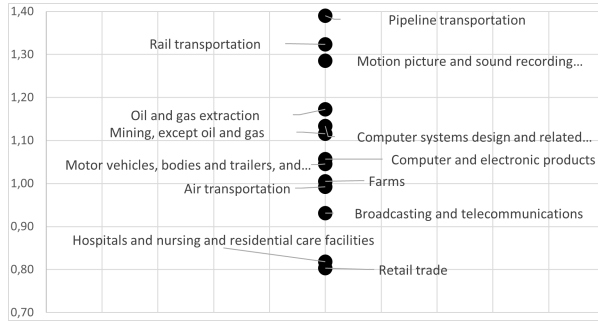 1,40
Pipeline transportation
Rail transportation
1,30
Motion picture and sound recording...
1,20
Oil and gas extraction
Mining, except oil and gas
1,10
Computer systems design and related...
Computer and electronic products
Motor vehicles, bodies and trailers, and...
Farms
1,00
Air transportation
Broadcasting and telecommunications
0,90
Hospitals and nursing and residential care facilities
0,80
Retail trade
0,70